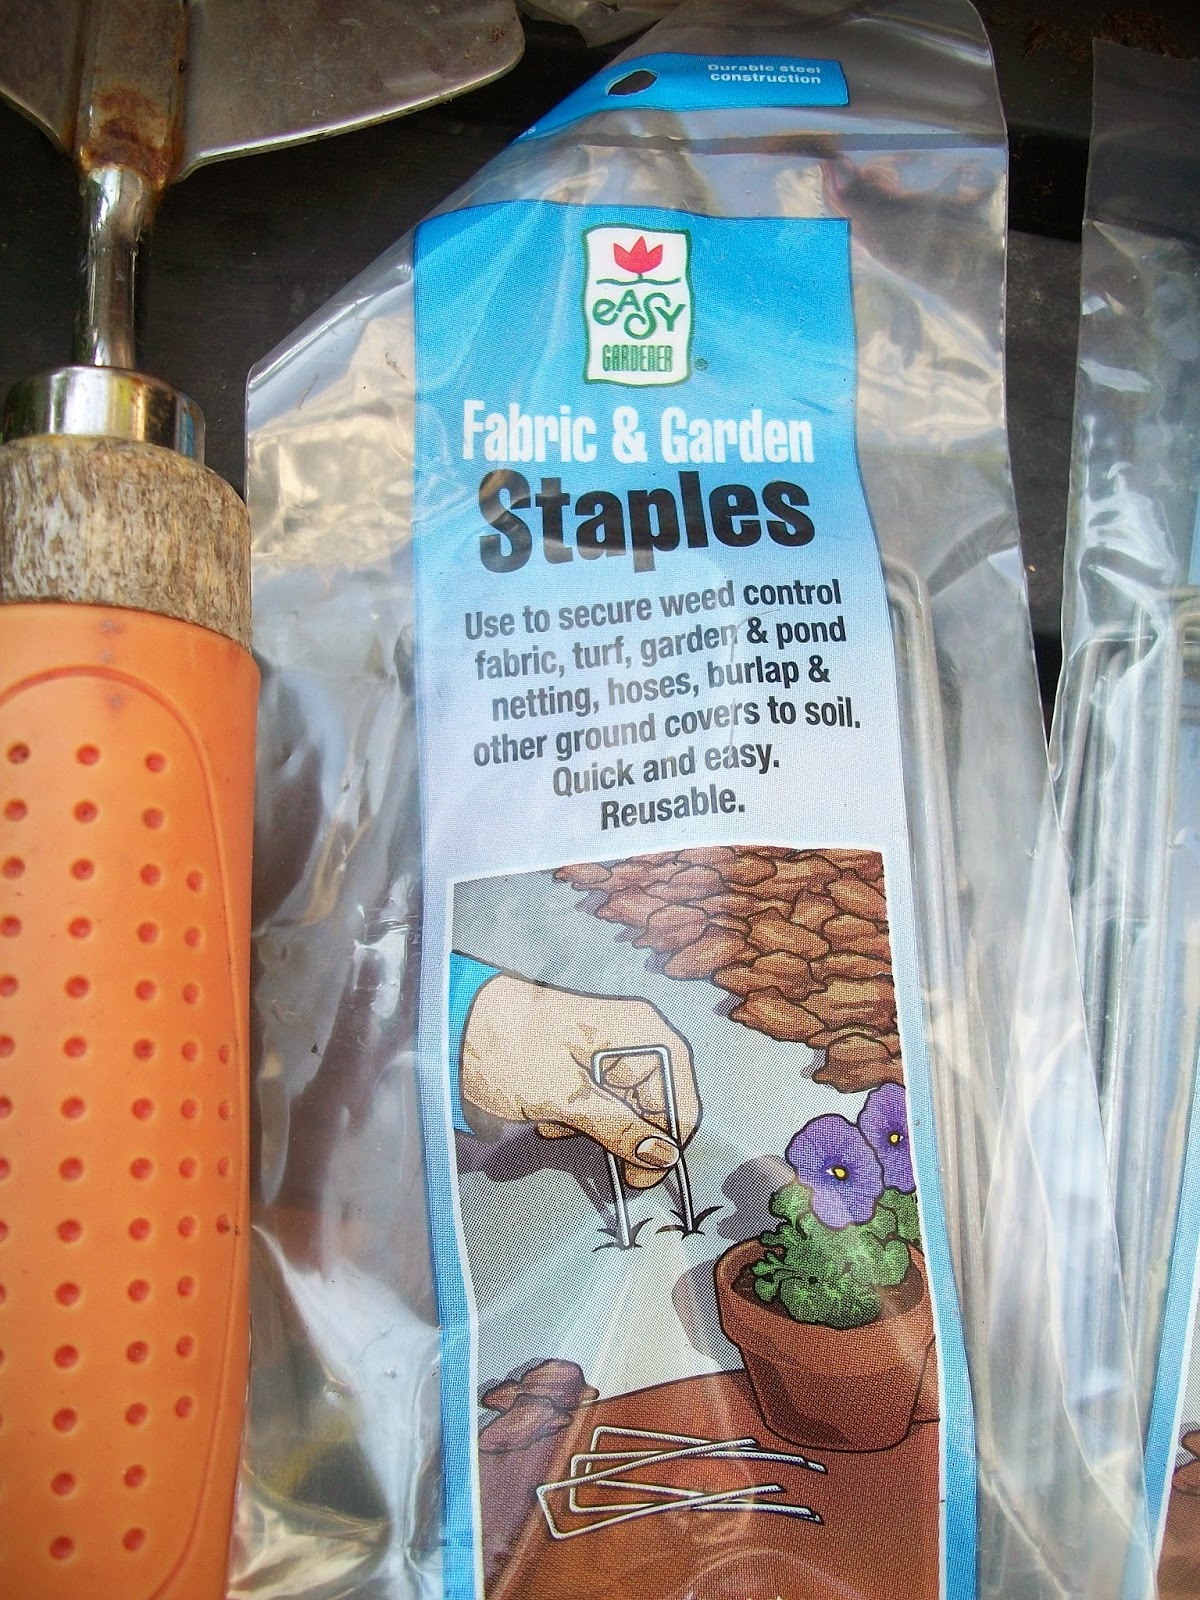 Durable steel
construction
eASY
GARDENER
®
Fabric & Garden
Staples
Use to secure weed control
fabric, turf, garden & pond
netting, hoses, burlap &
other ground covers to soil.
Quick and easy.
Reusable.